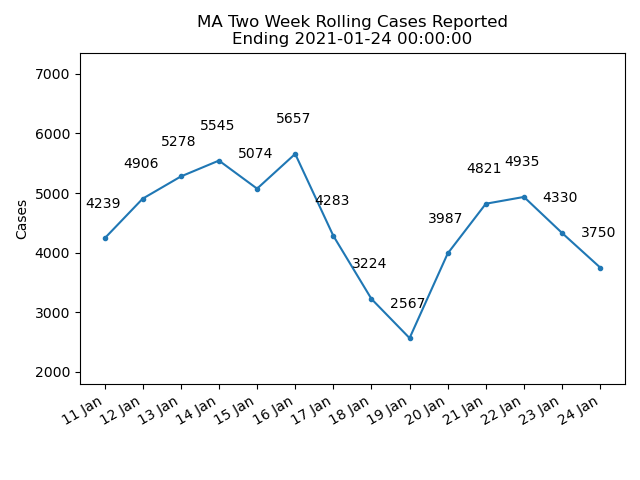 MA Two Week Rolling Cases Reported
Ending 2021-01-24 00:00:00
7000
6000
5000
4000
3000
2000
Cases
4239
4906
5278
5545
5074
5657
4283
3224
2567
3987
4821
4935
4330
3750
11 Jan
12 Jan
13 Jan
14 Jan
15 Jan
16 Jan
17 Jan
18 Jan
19 Jan
20 Jan
21 Jan
22 Jan
23 Jan
24 Jan